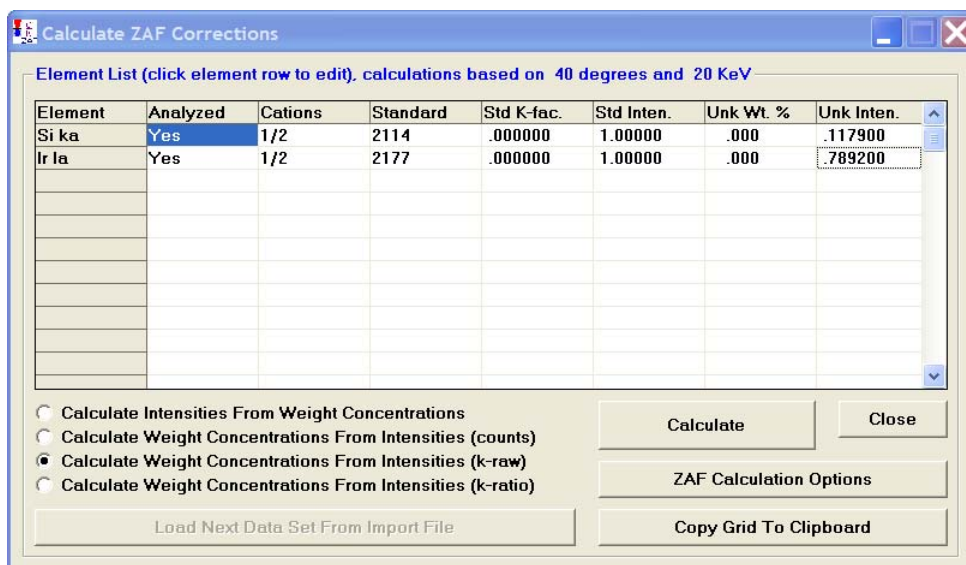 Calculate ZAF Corrections
Element List (click element row to edit), calculations based on 40 degrees and 20 KeV
Element Analyzed Cations Standard Std K-fac. Std Inten. Unk Wt. % Unk Inten.
Si ka Yes 1/2 2114 .000000 1.00000 .000 .117900
Ir la Yes 1/2 2177 .000000 1.00000 .000 .789200
Calculate Intensities From Weight Concentrations
Calculate Weight Concentrations From Intensities (counts)
Calculate Weight Concentrations From Intensities (k-raw)
Calculate Weight Concentrations From Intensities (k-ratio)
Calculate Close
ZAF Calculation Options
Load Next Data Set From Import File Copy Grid To Clipboard